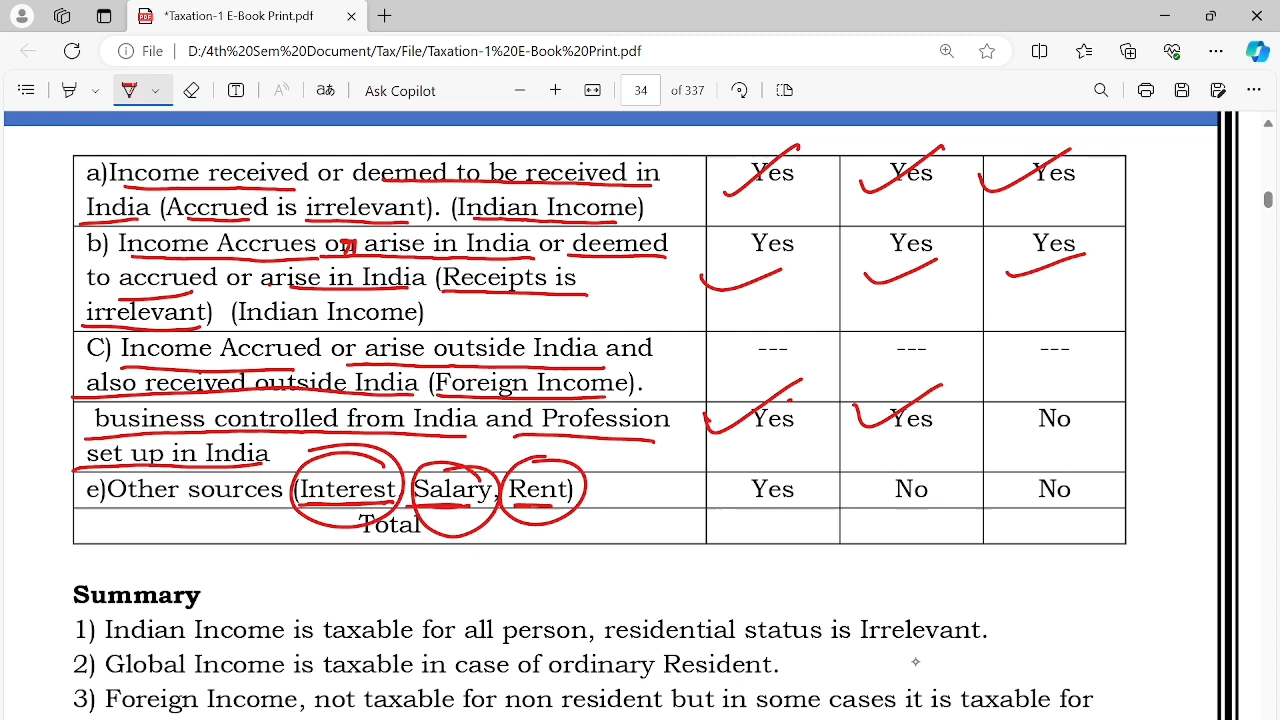 *Taxation-1 E-Book Print.pdf
File D:/4th%20Sem%20Document/Tax/File/Taxation-1%20E-Book%20Print.pdf
Ask Copilot 34 of 337
a)Income received or deemed to be received in Yes Yes Yes
India (Accrued is irrelevant). (Indian Income)
b) Income Accrues or arise in India or deemed Yes Yes Yes
to accrued or arise in India (Receipts is
irrelevant) (Indian Income)
C) Income Accrued or arise outside India and --- --- ---
also received outside India (Foreign Income).
business controlled from India and Profession Yes Yes No
set up in India
e)Other sources (Interest, Salary, Rent) Yes No No
Total
Summary
1) Indian Income is taxable for all person, residential status is Irrelevant.
2) Global Income is taxable in case of ordinary Resident.
3) Foreign Income, not taxable for non resident but in some cases it is taxable for